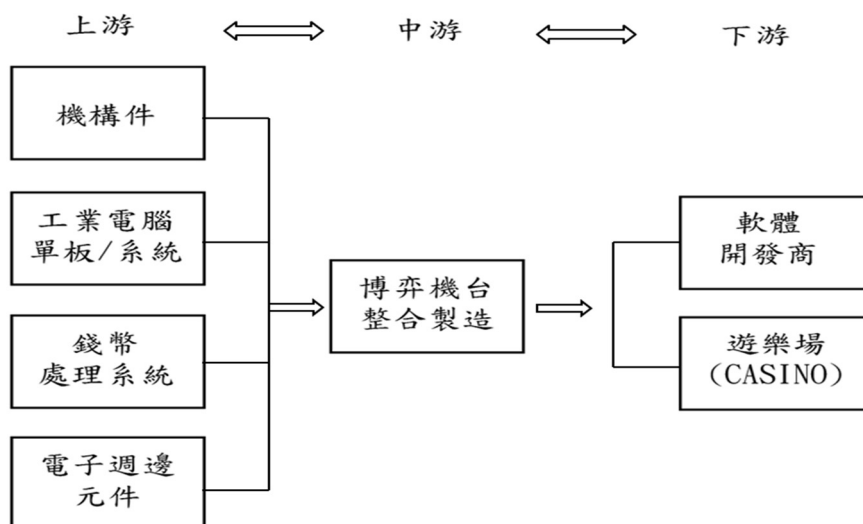 上游
中游
下游
機構件
工業電腦
單板/系統
錢幣
處理系統
電子週邊
元件
博弈機台
整合製造
軟體
開發商
遊樂場
(CASINO)